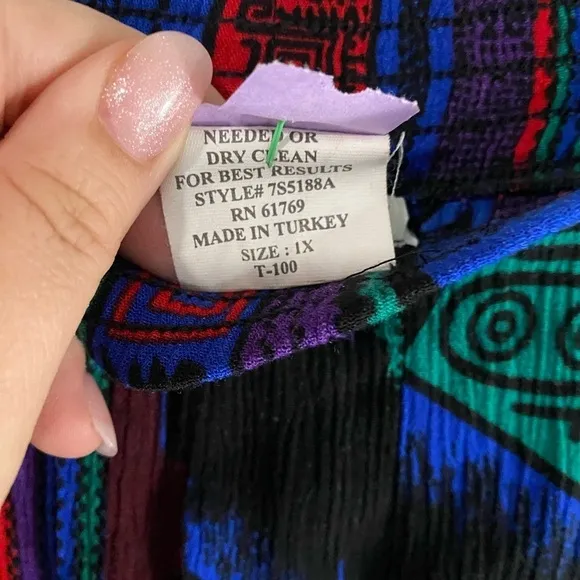 NEEDED OR
DRY CLEAN
FOR BEST RESULTS
STYLE# 7S5188A
RN 61769
MADE IN TURKEY
SIZE : 1X
T-100